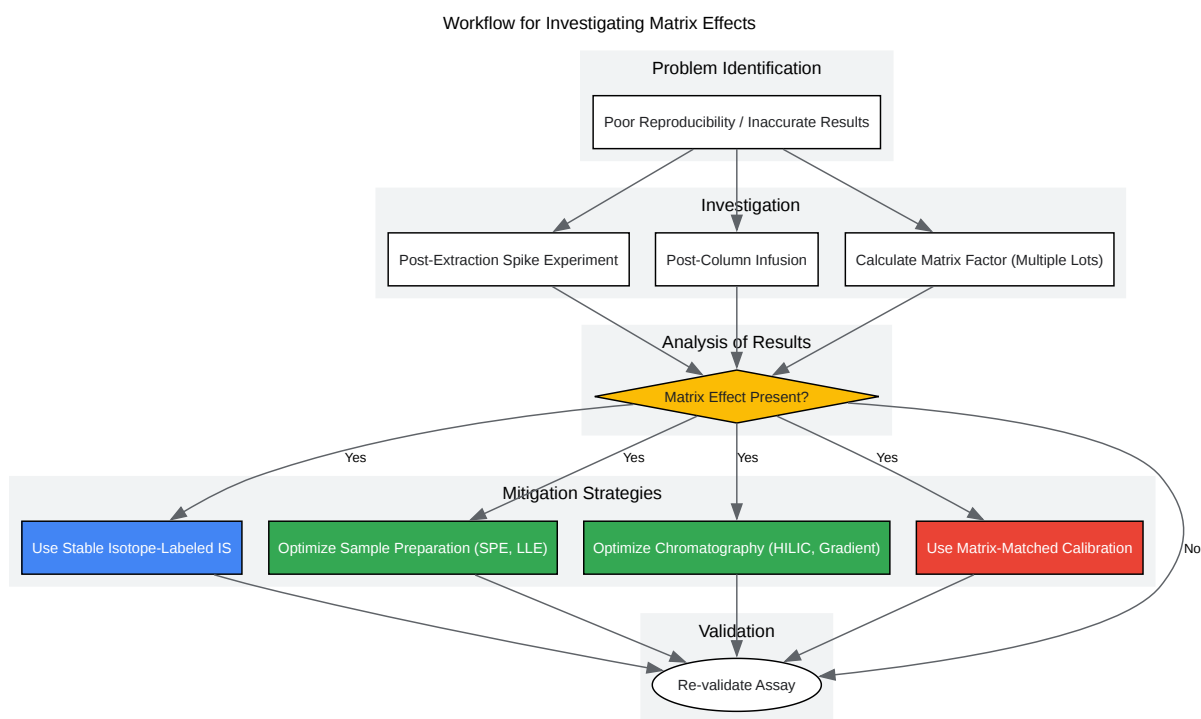 Workflow for Investigating Matrix Effects
Problem Identification
Poor Reproducibility / Inaccurate Results
Investigation
Post-Extraction Spike Experiment
Post-Column Infusion
Calculate Matrix Factor (Multiple Lots)
Analysis of Results
Matrix Effect Present?
Yes
Yes
Yes
Yes
Mitigation Strategies
Use Stable Isotope-Labeled IS
Optimize Sample Preparation (SPE, LLE)
Optimize Chromatography (HILIC, Gradient)
Use Matrix-Matched Calibration
No
Validation
Re-validate Assay